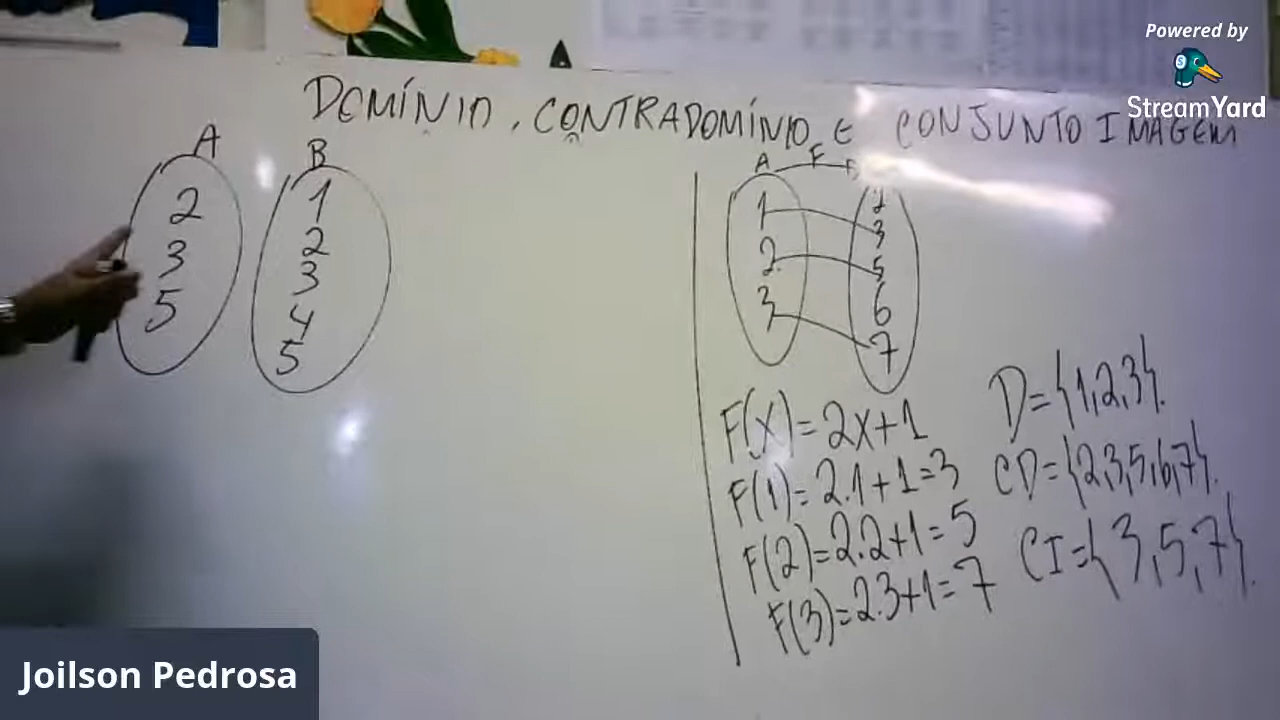 Powered by
StreamYard
DOMÍNIO, CONTRADOMÍNIO E CONJUNTO IMAGEM
A
B
2
3
5
1
2
3
4
5
A F
1
2
3
2
3
5
6
7
F(x)=2x+1
F(1)=2.1+1=3
F(2)=2.2+1=5
F(3)=2.3+1=7
D={1,2,3}.
CD={2,3,5,6,7}.
CI={3,5,7}.
Joilson Pedrosa